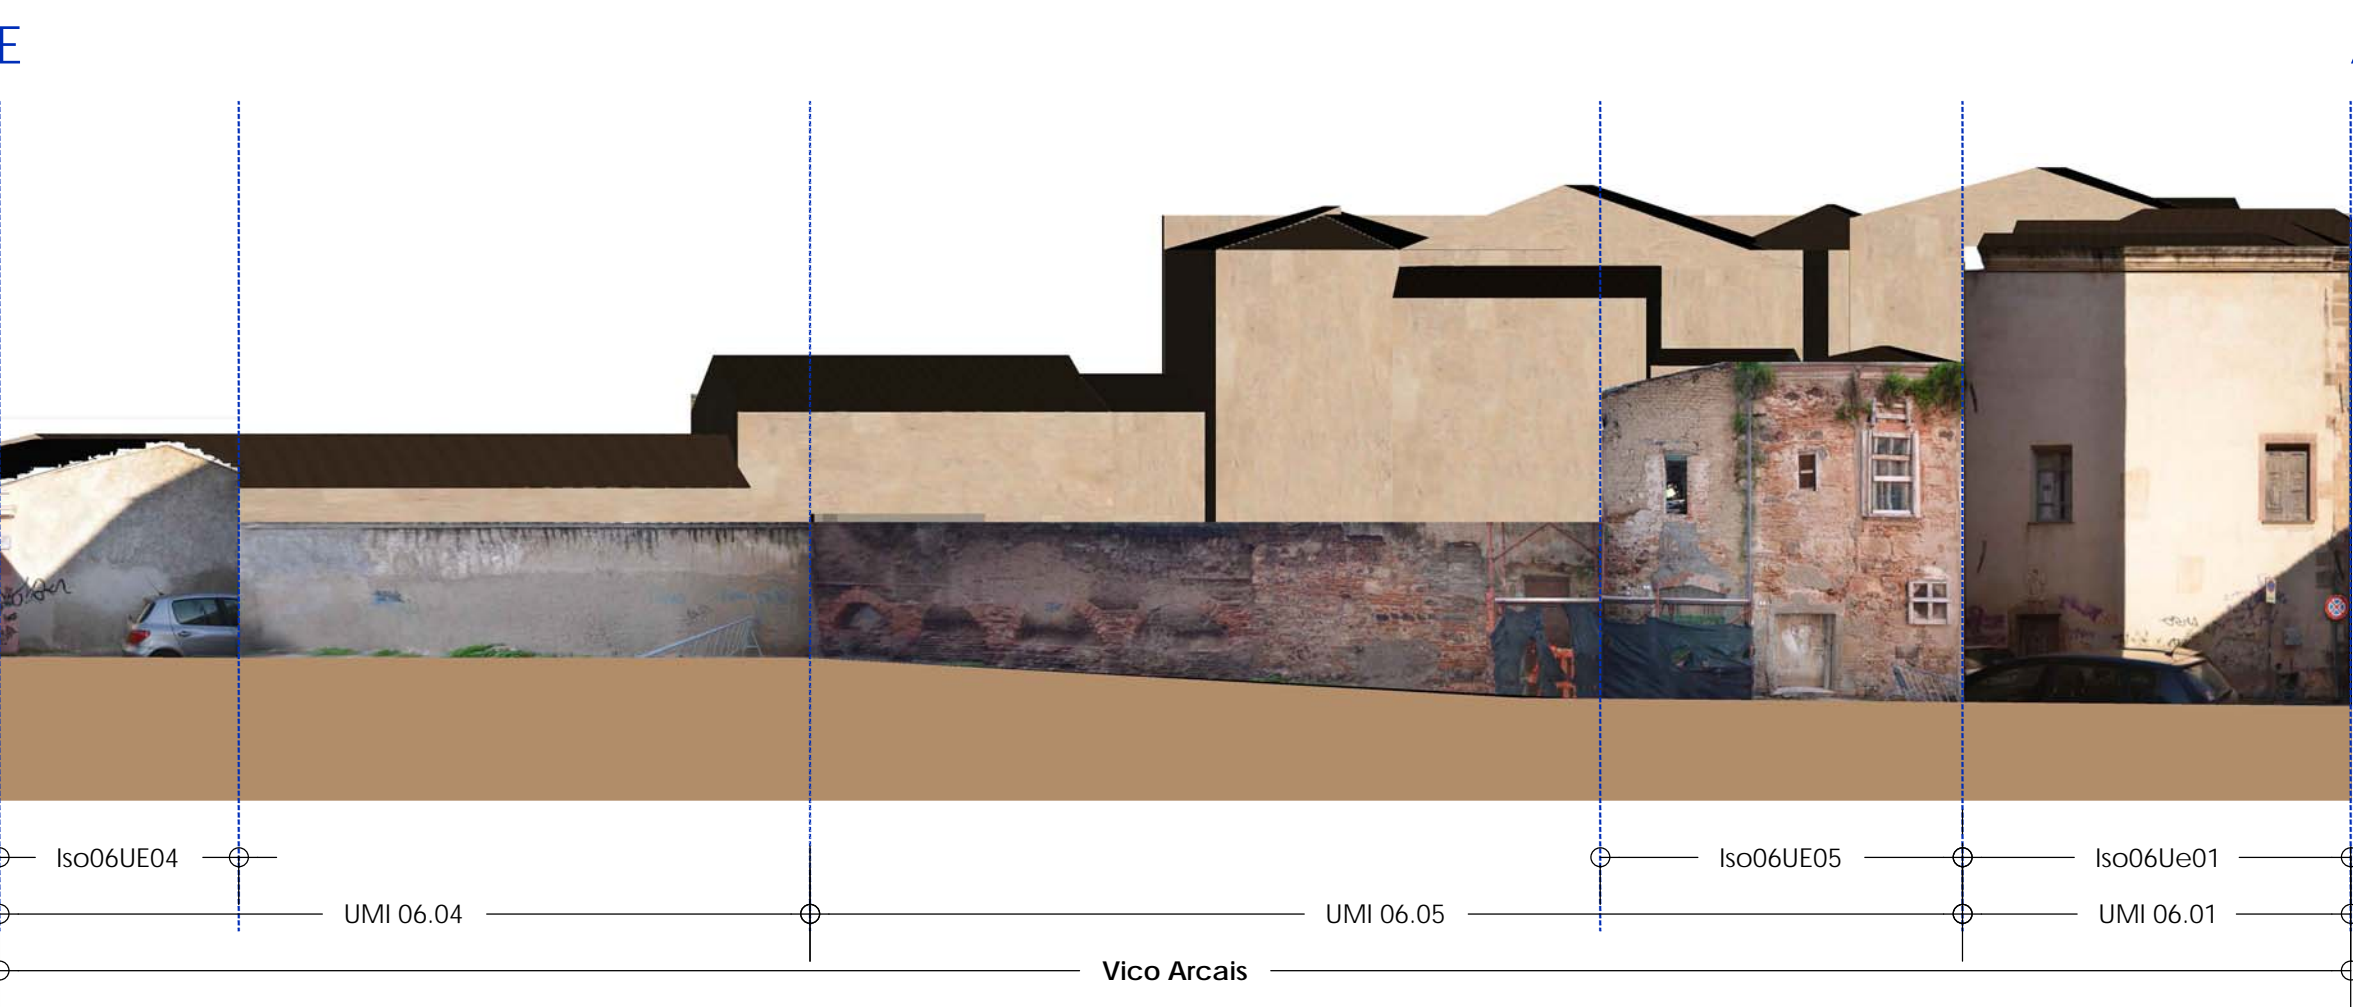 E
Iso06UE04 Iso06UE05 Iso06Ue01
UMI 06.04 UMI 06.05 UMI 06.01
Vico Arcais